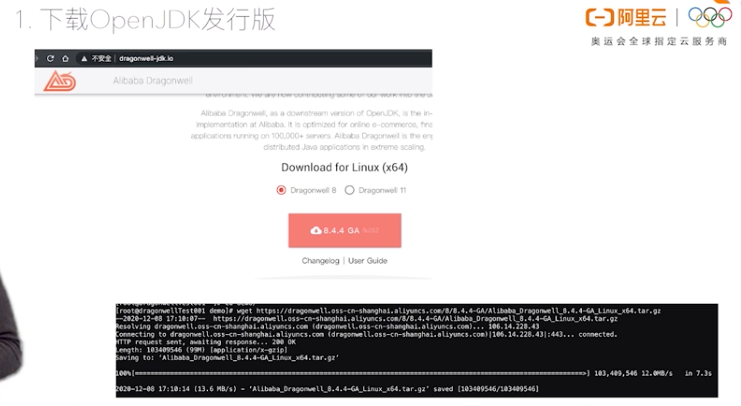 1. 下载OpenJDK发行版
阿里云
奥运会全球指定云服务商
不安全 | dragonwell-jdk.io
Alibaba Dragonwell
environment. We are now contributing some of our work into the
Alibaba Dragonwell, as a downstream version of OpenJDK, is the in-
implementation at Alibaba. It is optimized for online e-commerce, fina
applications running on 100,000+ servers. Alibaba Dragonwell is the eng
distributed Java applications in extreme scaling.
Download for Linux (x64)
Dragonwell 8 Dragonwell 11
8.4.4 GA
Changelog | User Guide
[root@dragonwellTest001 demo]# wget https://dragonwell.oss-cn-shanghai.aliyuncs.com/8/8.4.4-GA/Alibaba_Dragonwell_8.4.4-GA_Linux_x64.tar.gz
--2020-12-08 17:10:07-- https://dragonwell.oss-cn-shanghai.aliyuncs.com/8/8.4.4-GA/Alibaba_Dragonwell_8.4.4-GA_Linux_x64.tar.gz
Resolving dragonwell.oss-cn-shanghai.aliyuncs.com (dragonwell.oss-cn-shanghai.aliyuncs.com)... 106.14.228.43
Connecting to dragonwell.oss-cn-shanghai.aliyuncs.com (dragonwell.oss-cn-shanghai.aliyuncs.com)|106.14.228.43|:443... connected.
HTTP request sent, awaiting response... 200 OK
Length: 103409546 (99M) [application/x-gzip]
Saving to: ‘Alibaba_Dragonwell_8.4.4-GA_Linux_x64.tar.gz’
100%[=====================================================================>] 103,409,546 12.0MB/s in 7.3s
2020-12-08 17:10:14 (13.6 MB/s) - ‘Alibaba_Dragonwell_8.4.4-GA_Linux_x64.tar.gz’ saved [103409546/103409546]